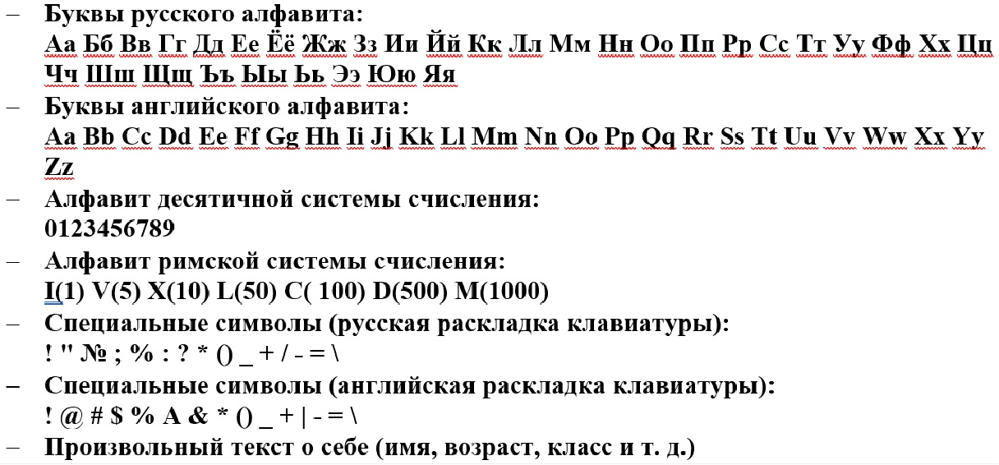 – Буквы русского алфавита:
Аа Бб Вв Гг Дд Ее Ёё Жж Зз Ии Йй Кк Лл Мм Нн Оо Пп Рр Сс Тт Уу Фф Хх Цц
Чч Шш Щщ Ъъ Ыы Ьь Ээ Юю Яя
– Буквы английского алфавита:
Aa Bb Cc Dd Ee Ff Gg Hh Ii Jj Kk Ll Mm Nn Oo Pp Qq Rr Ss Tt Uu Vv Ww Xx Yy
Zz
– Алфавит десятичной системы счисления:
0123456789
– Алфавит римской системы счисления:
I(1) V(5) X(10) L(50) C( 100) D(500) M(1000)
– Специальные символы (русская раскладка клавиатуры):
! " № ; % : ? * () _ + / - = \
– Специальные символы (английская раскладка клавиатуры):
! @ # $ % A & * () _ + | - = \
– Произвольный текст о себе (имя, возраст, класс и т. д.)